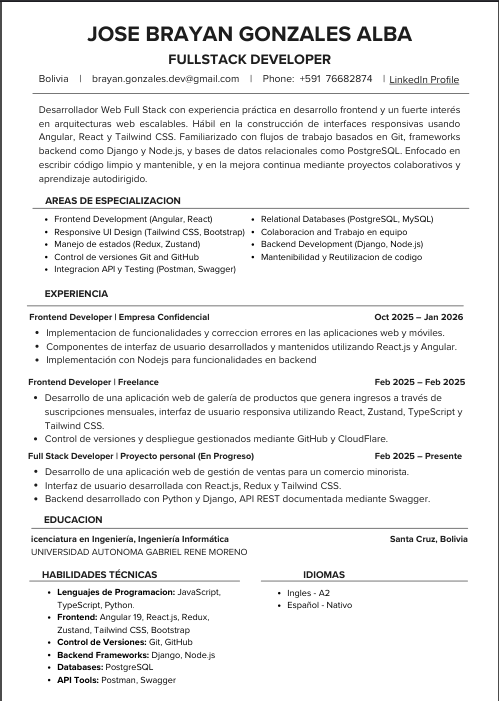 JOSE BRAYAN GONZALES ALBA
FULLSTACK DEVELOPER
Bolivia | brayan.gonzales.dev@gmail.com | Phone: +591 76682874 | LinkedIn Profile
Desarrollador Web Full Stack con experiencia práctica en desarrollo frontend y un fuerte interés
en arquitecturas web escalables. Hábil en la construcción de interfaces responsivas usando
Angular, React y Tailwind CSS. Familiarizado con flujos de trabajo basados en Git, frameworks
backend como Django y Node.js, y bases de datos relacionales como PostgreSQL. Enfocado en
escribir código limpio y mantenible, y en la mejora continua mediante proyectos colaborativos y
aprendizaje autodirigido.
AREAS DE ESPECIALIZACION
• Frontend Development (Angular, React)
• Responsive UI Design (Tailwind CSS, Bootstrap)
• Manejo de estados (Redux, Zustand)
• Control de versiones Git and GitHub
• Integracion API y Testing (Postman, Swagger)
• Relational Databases (PostgreSQL, MySQL)
• Colaboracion and Trabajo en equipo
• Backend Development (Django, Node.js)
• Mantenibilidad y Reutilizacion de codigo
EXPERIENCIA
Frontend Developer | Empresa Confidencial Oct 2025 – Jan 2026
• Implementacion de funcionalidades y correccion errores en las aplicaciones web y móviles.
• Componentes de interfaz de usuario desarrollados y mantenidos utilizando React.js y Angular.
• Implementación con Nodejs para funcionalidades en backend
Frontend Developer | Freelance Feb 2025 – Feb 2025
• Desarrollo de una aplicación web de galería de productos que genera ingresos a través de
suscripciones mensuales, interfaz de usuario responsiva utilizando React, Zustand, TypeScript y
Tailwind CSS.
• Control de versiones y despliegue gestionados mediante GitHub y CloudFlare.
Full Stack Developer | Proyecto personal (En Progreso) Feb 2025 – Presente
• Desarrollo de una aplicación web de gestión de ventas para un comercio minorista.
• Interfaz de usuario desarrollada con React.js, Redux y Tailwind CSS.
• Backend desarrollado con Python y Django, API REST documentada mediante Swagger.
EDUCACION
icenciatura en Ingeniería, Ingeniería Informática Santa Cruz, Bolivia
UNIVERSIDAD AUTONOMA GABRIEL RENE MORENO
HABILIDADES TÉCNICAS
• Lenguajes de Programacion: JavaScript,
TypeScript, Python.
• Frontend: Angular 19, React.js, Redux,
Zustand, Tailwind CSS, Bootstrap
• Control de Versiones: Git, GitHub
• Backend Frameworks: Django, Node.js
• Databases: PostgreSQL
• API Tools: Postman, Swagger
IDIOMAS
• Ingles - A2
• Español - Nativo